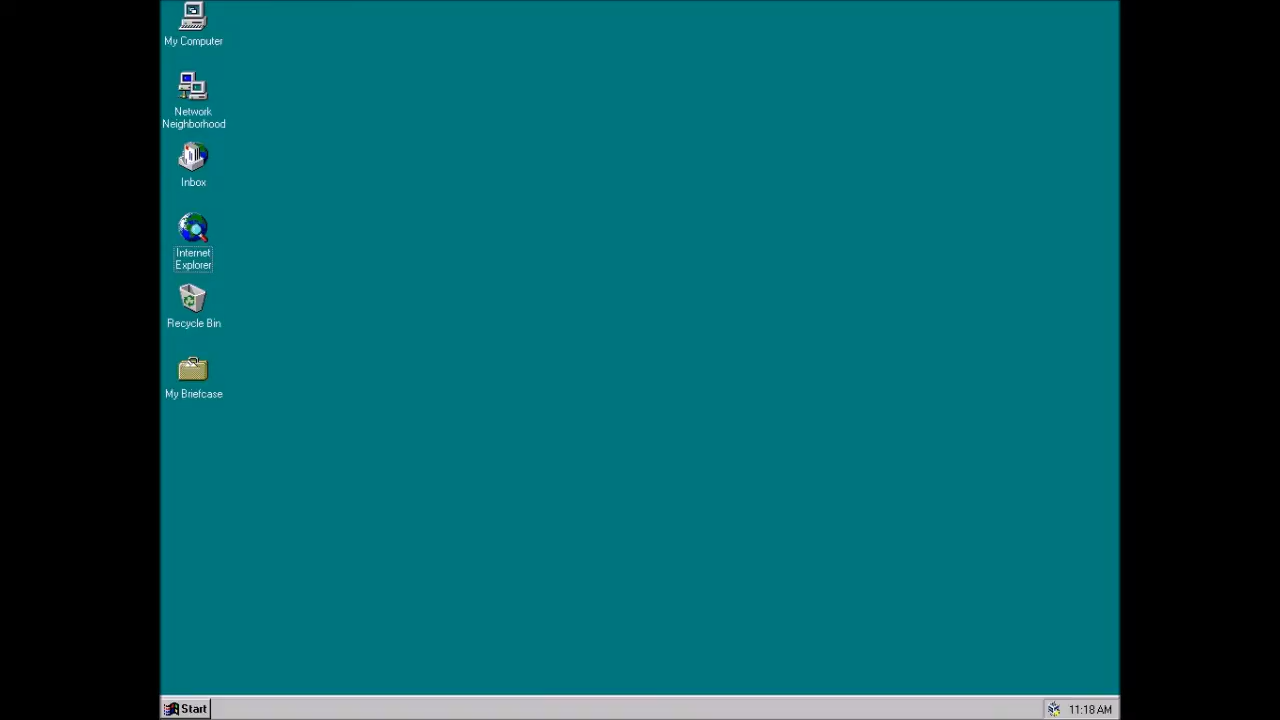 My Computer
Network
Neighborhood
Inbox
Internet
Explorer
Recycle Bin
My Briefcase
Start
11:18 AM